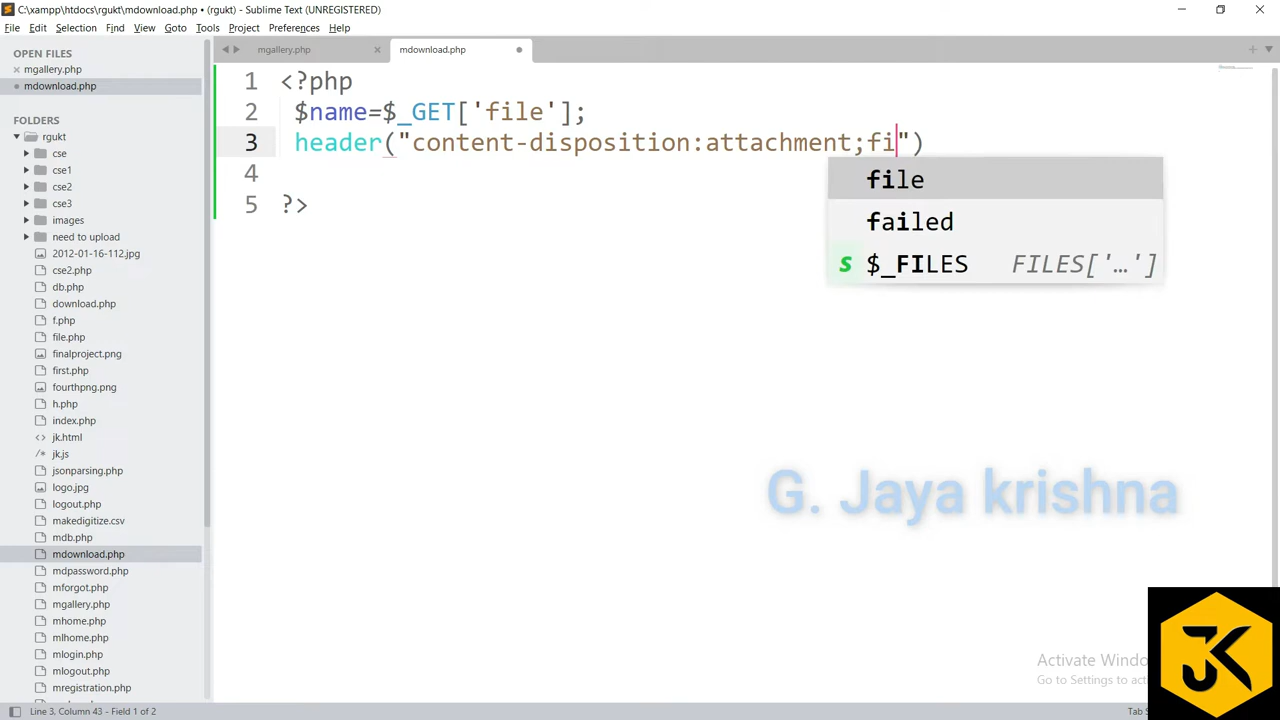 C:\xampp\htdocs\rgukt\mdownload.php • (rgukt) - Sublime Text (UNREGISTERED)
File Edit Selection Find View Goto Tools Project Preferences Help
OPEN FILES
mgallery.php
mdownload.php
FOLDERS
rgukt
cse
cse1
cse2
cse3
images
need to upload
2012-01-16-112.jpg
cse2.php
db.php
download.php
f.php
file.php
finalproject.png
first.php
fourthpng.png
h.php
index.php
jk.html
jk.js
jsonparsing.php
logo.jpg
logout.php
makedigitize.csv
mdb.php
mdownload.php
mdpassword.php
mforgot.php
mgallery.php
mhome.php
mlhome.php
mlogin.php
mlogout.php
mregistration.php
mgallery.php mdownload.php
1 <?php
2 $name=$_GET['file'];
3 header("content-disposition:attachment;fi")
4
5 ?>
file
failed
s $_FILES FILES['…']
G. Jaya krishna
Activate Windo
Go to Settings to act
JK
Line 3, Column 43 - Field 1 of 2
Tab S